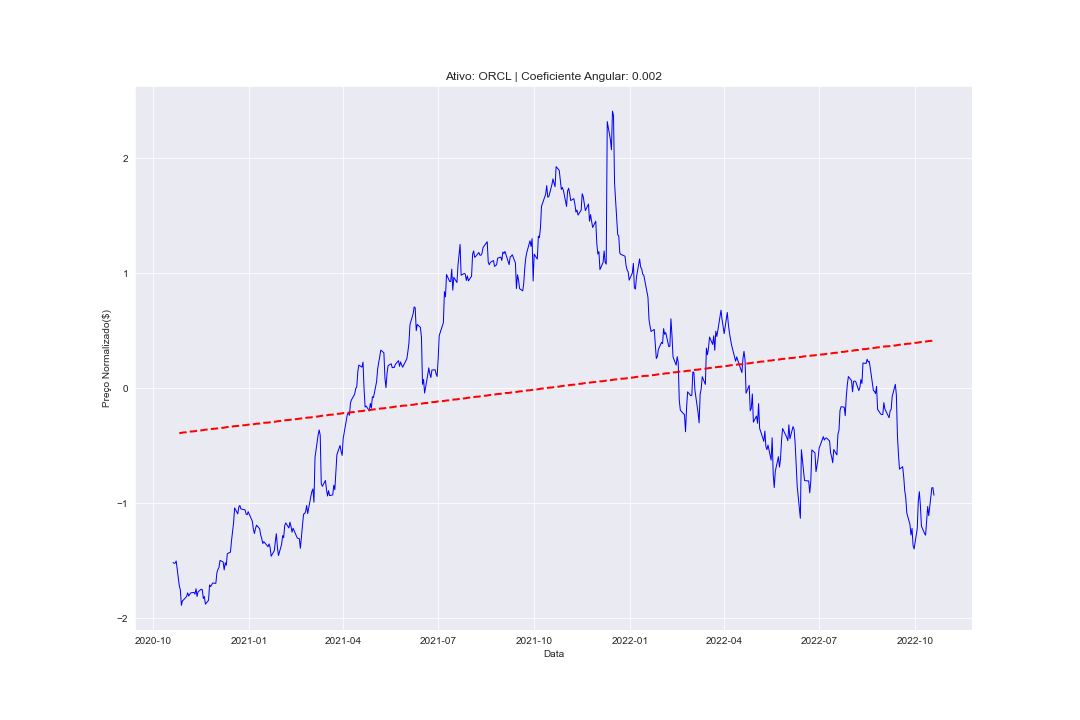 Ativo: ORCL | Coeficiente Angular: 0.002
Preço Normalizado($)
2
1
0
−1
−2
2020-10 2021-01 2021-04 2021-07 2021-10 2022-01 2022-04 2022-07 2022-10
Data